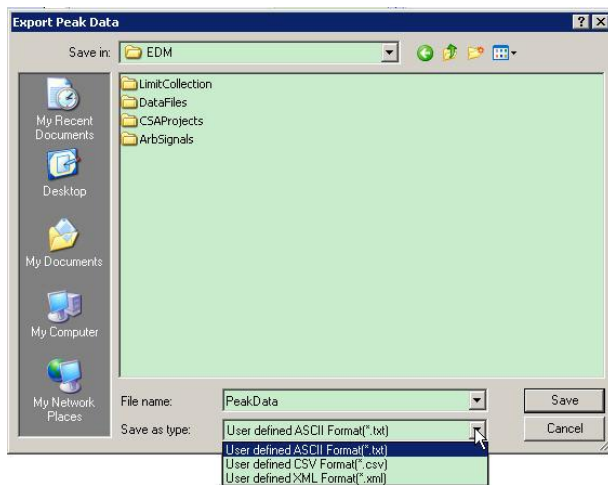 Export Peak Data
Save in:
EDM
My Recent
Documents
Desktop
My Documents
My Computer
My Network
Places
LimitCollection
DataFiles
CSAProjects
ArbSignals
File name:
PeakData
Save
Save as type:
User defined ASCII Format(*.txt)
Cancel
User defined ASCII Format(*.txt)
User defined CSV Format(*.csv)
User defined XML Format(*.xml)